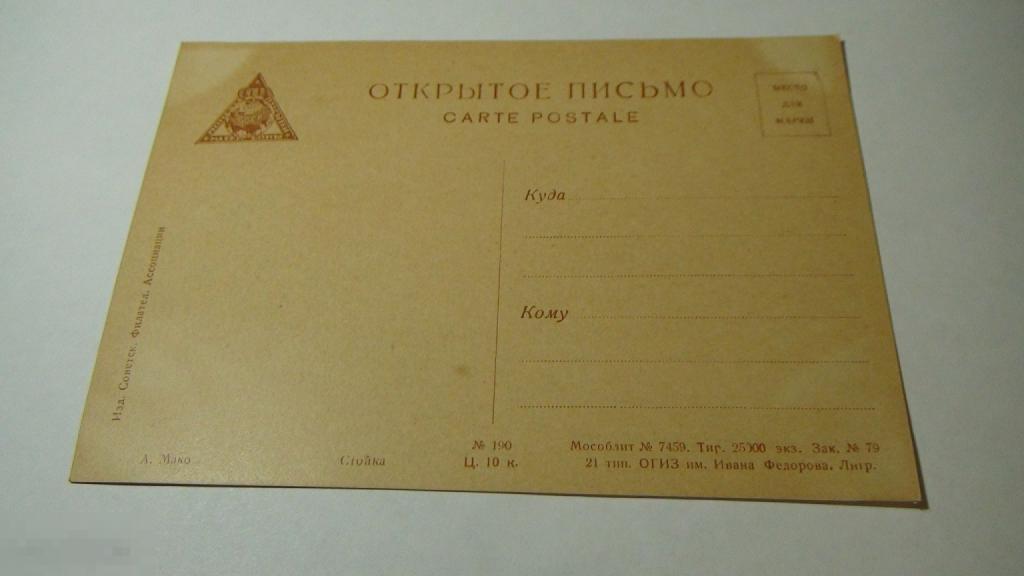 ОТКРЫТОЕ ПИСЬМО
CARTE POSTALE
МЕСТО
ДЛЯ
МАРКИ
Куда
Кому
Изд. Советск. Филател. Ассоциации
А. Мако
Стойка
№ 190
Ц. 10 к.
Мособлит № 7459. Тир. 25000 экз. Зак. № 79
21 тип. ОГИЗ им. Ивана Федорова. Лнгр.